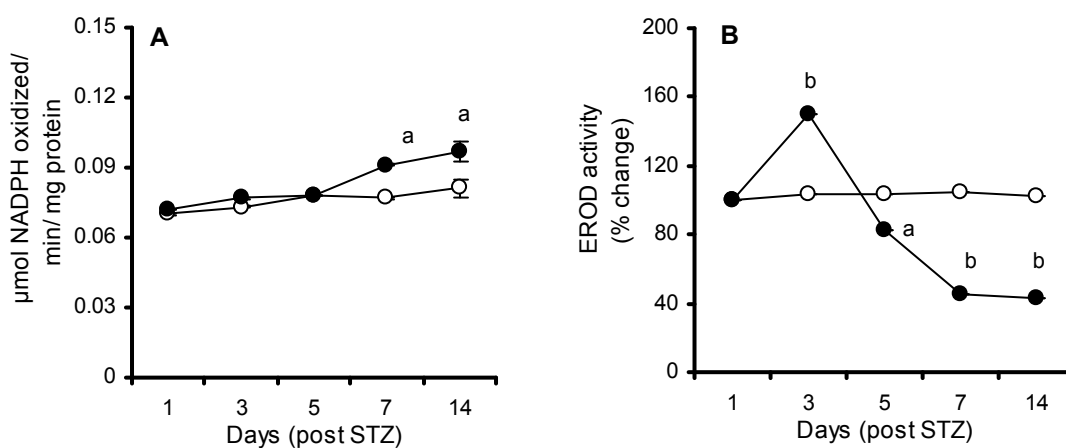 A
μmol NADPH oxidized/
min/ mg protein
0.15
0.12
0.09
0.06
0.03
0
a
a
1 3 5 7 14
Days (post STZ)
B
EROD activity
(% change)
200
160
120
80
40
0
b
a
b
b
1 3 5 7 14
Days (post STZ)